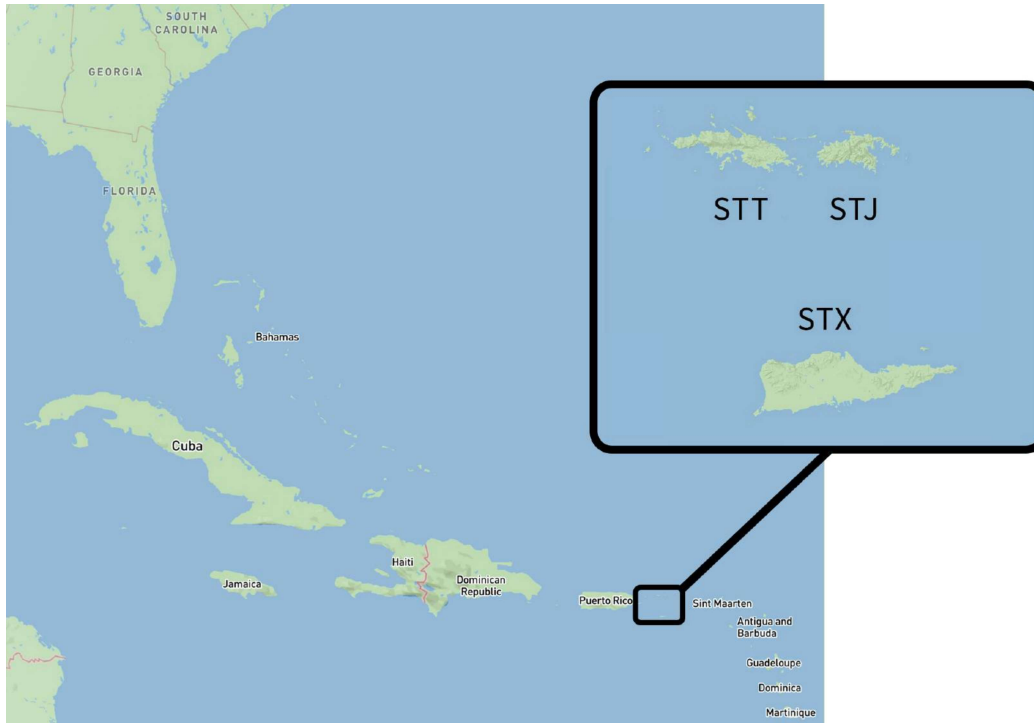 SOUTH
CAROLINA
GEORGIA
FLORIDA
STT
STJ
STX
Bahamas
Cuba
Haiti
Dominican
Republic
Jamaica
Puerto Rico
Sint Maarten
Antigua and
Barbuda
Guadeloupe
Dominica
Martinique